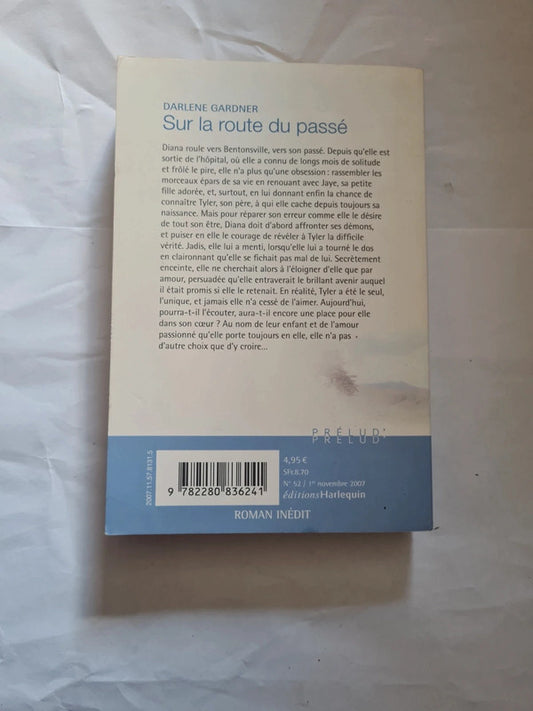 DARLENE GARDNER
Sur la route du passé
Diana roule vers Bentonsville, vers son passé. Depuis qu'elle est
sortie de l'hôpital, où elle a connu de longs mois de solitude
et frôlé le pire, elle n'a plus qu'une obsession : rassembler les
morceaux épars de sa vie en renouant avec Jaye, sa petite
fille adorée, et, surtout, en lui donnant enfin la chance de
connaître Tyler, son père, à qui elle cache depuis toujours sa
naissance. Mais pour réparer son erreur comme elle le désire
de tout son être, Diana doit d'abord affronter ses démons,
et puiser en elle le courage de révéler à Tyler la difficile
vérité. Jadis, elle lui a menti, lorsqu'elle lui a tourné le dos
en claironnant qu'elle se fichait pas mal de lui. Secrètement
enceinte, elle ne cherchait alors à l'éloigner d'elle que par
amour, persuadée qu'elle entraverait le brillant avenir auquel
il était promis si elle le retenait. En réalité, Tyler a été le seul,
l'unique, et jamais elle n'a cessé de l'aimer. Aujourd'hui,
pourra-t-il l'écouter, aura-t-il encore une place pour elle
dans son cœur ? Au nom de leur enfant et de l'amour
passionné qu'elle porte toujours en elle, elle n'a pas
d'autre choix que d'y croire...
PRÉLUD'
PRELUD'
2007.11.57.8131.5
9 782280 836241
4,95 €
SFr.8.70
N° 52 / 1er novembre 2007
éditionsHarlequin
ROMAN INÉDIT